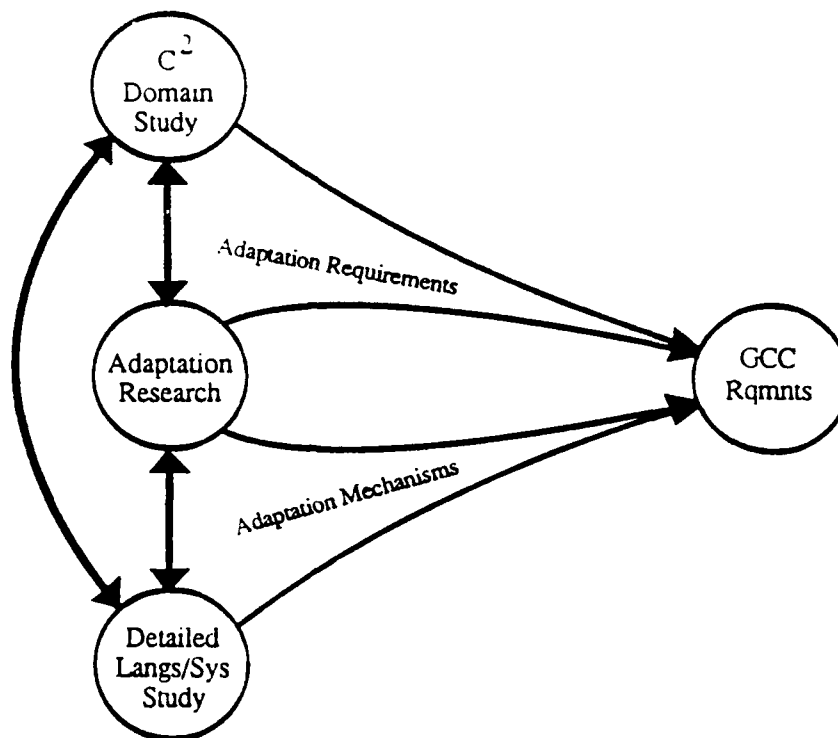 C²
Domain
Study
Adaptation Requirements
Adaptation
Research
GCC
Rqmnts
Adaptation Mechanisms
Detailed
Langs/Sys
Study